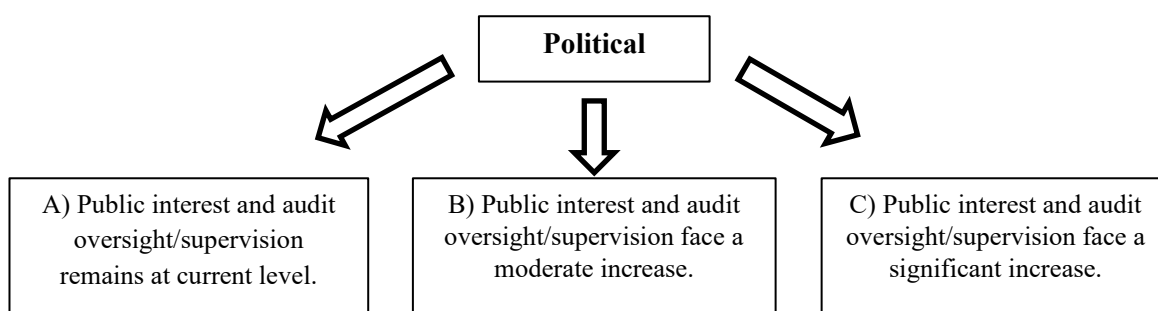 Political
A) Public interest and audit
oversight/supervision
remains at current level.
B) Public interest and audit
oversight/supervision face a
moderate increase.
C) Public interest and audit
oversight/supervision face a
significant increase.